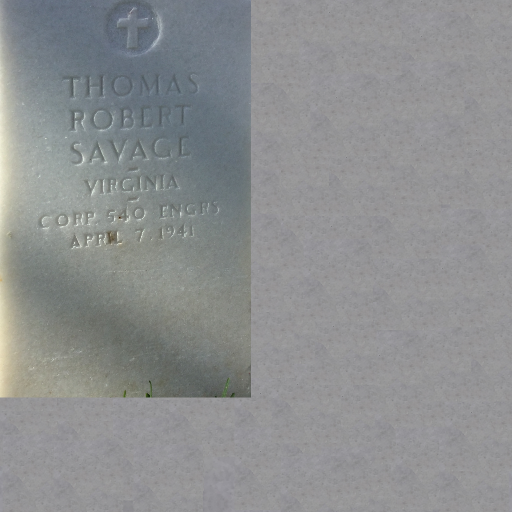 THOMAS
ROBERT
SAVAGE
VIRGINIA
CORP. 540 ENGRS
APRIL 7, 1941